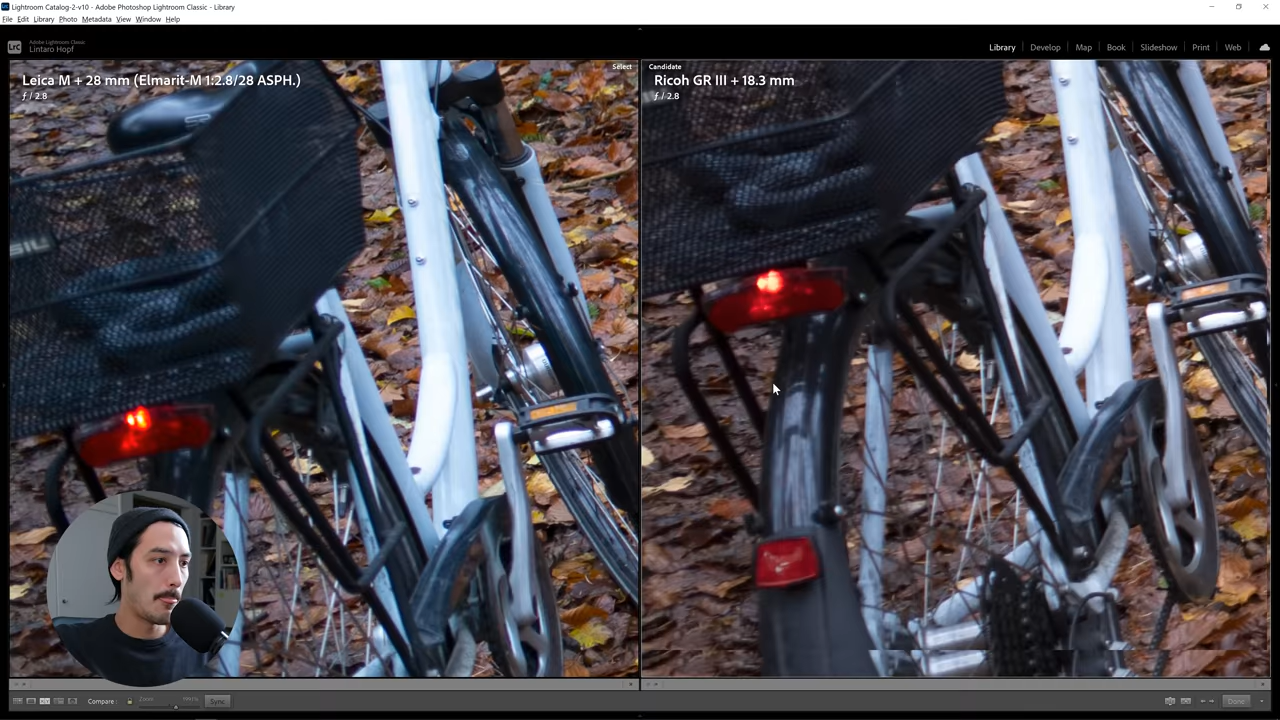 Lightroom Catalog-2-v10 - Adobe Photoshop Lightroom Classic - Library
File Edit Library Photo Metadata View Window Help
LrC
Adobe Lightroom Classic
Lintaro Hopf
Library | Develop | Map | Book | Slideshow | Print | Web
Select
Leica M + 28 mm (Elmarit-M 1:2.8/28 ASPH.)
ƒ / 2.8
Candidate
Ricoh GR III + 18.3 mm
ƒ / 2.8
Compare :
Zoom
Sync
Done